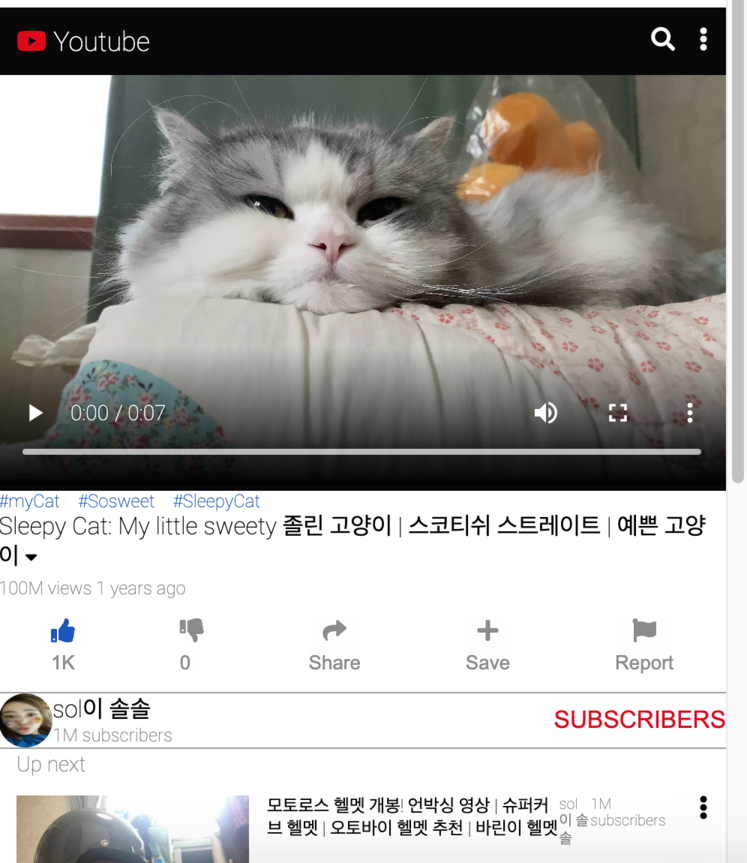 Youtube
0:00 / 0:07
#myCat #Sosweet #SleepyCat
Sleepy Cat: My little sweety 졸린 고양이 | 스코티쉬 스트레이트 | 예쁜 고양
이
100M views 1 years ago
1K 0 Share Save Report
sol이 솔솔
1M subscribers
SUBSCRIBERS
Up next
모토로스 헬멧 개봉! 언박싱 영상 | 슈퍼커
브 헬멧 | 오토바이 헬멧 추천 | 바린이 헬멧
sol
이 솔
솔
1M
subscribers